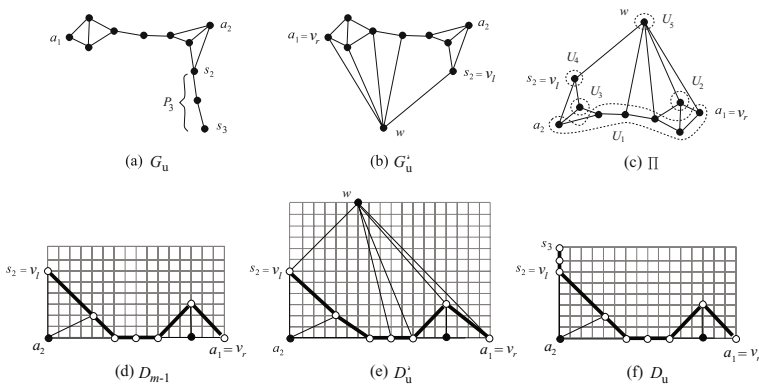 a₁
a₂
s₂
P₃
s₃
(a) Gᵤ
a₁ = vᵣ
a₂
s₂ = vₗ
w
(b) Gᵤ‘
w
U₅
U₄
s₂ = vₗ
U₃
U₂
a₂
U₁
a₁ = vᵣ
(c) Π
s₂ = vₗ
a₂
a₁ = vᵣ
(d) Dₘ₋₁
w
s₂ = vₗ
a₂
a₁ = vᵣ
(e) Dᵤ‘
s₃
s₂ = vₗ
a₂
a₁ = vᵣ
(f) Dᵤ